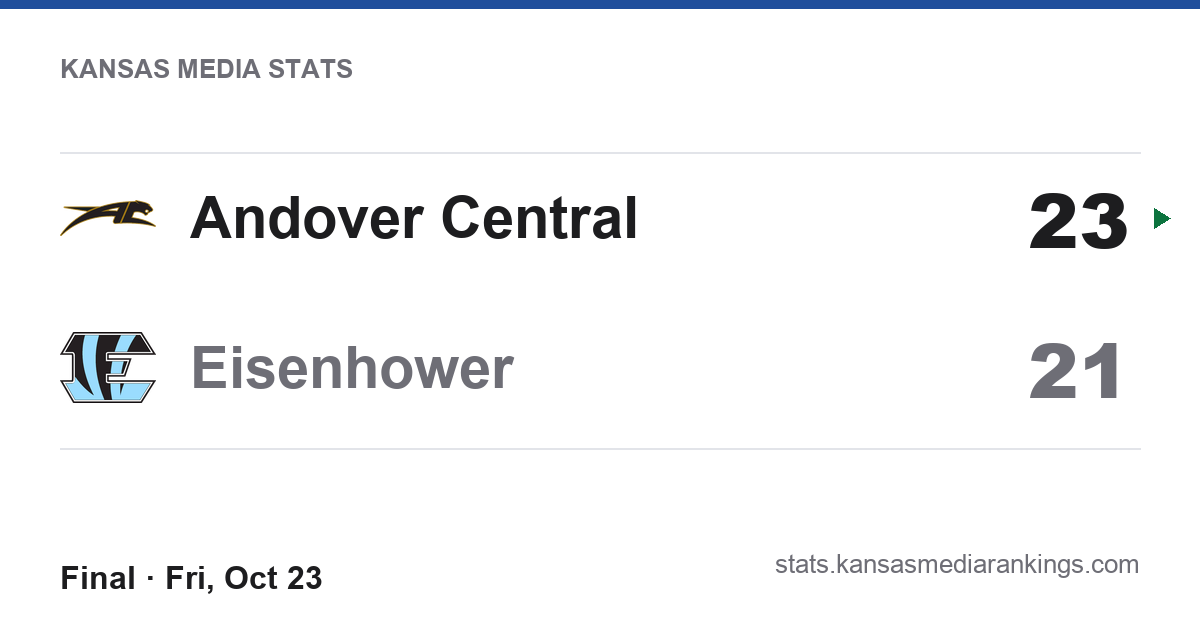 KANSAS MEDIA STATS
Andover Central 23
Eisenhower 21
Final · Fri, Oct 23
stats.kansasmediarankings.com